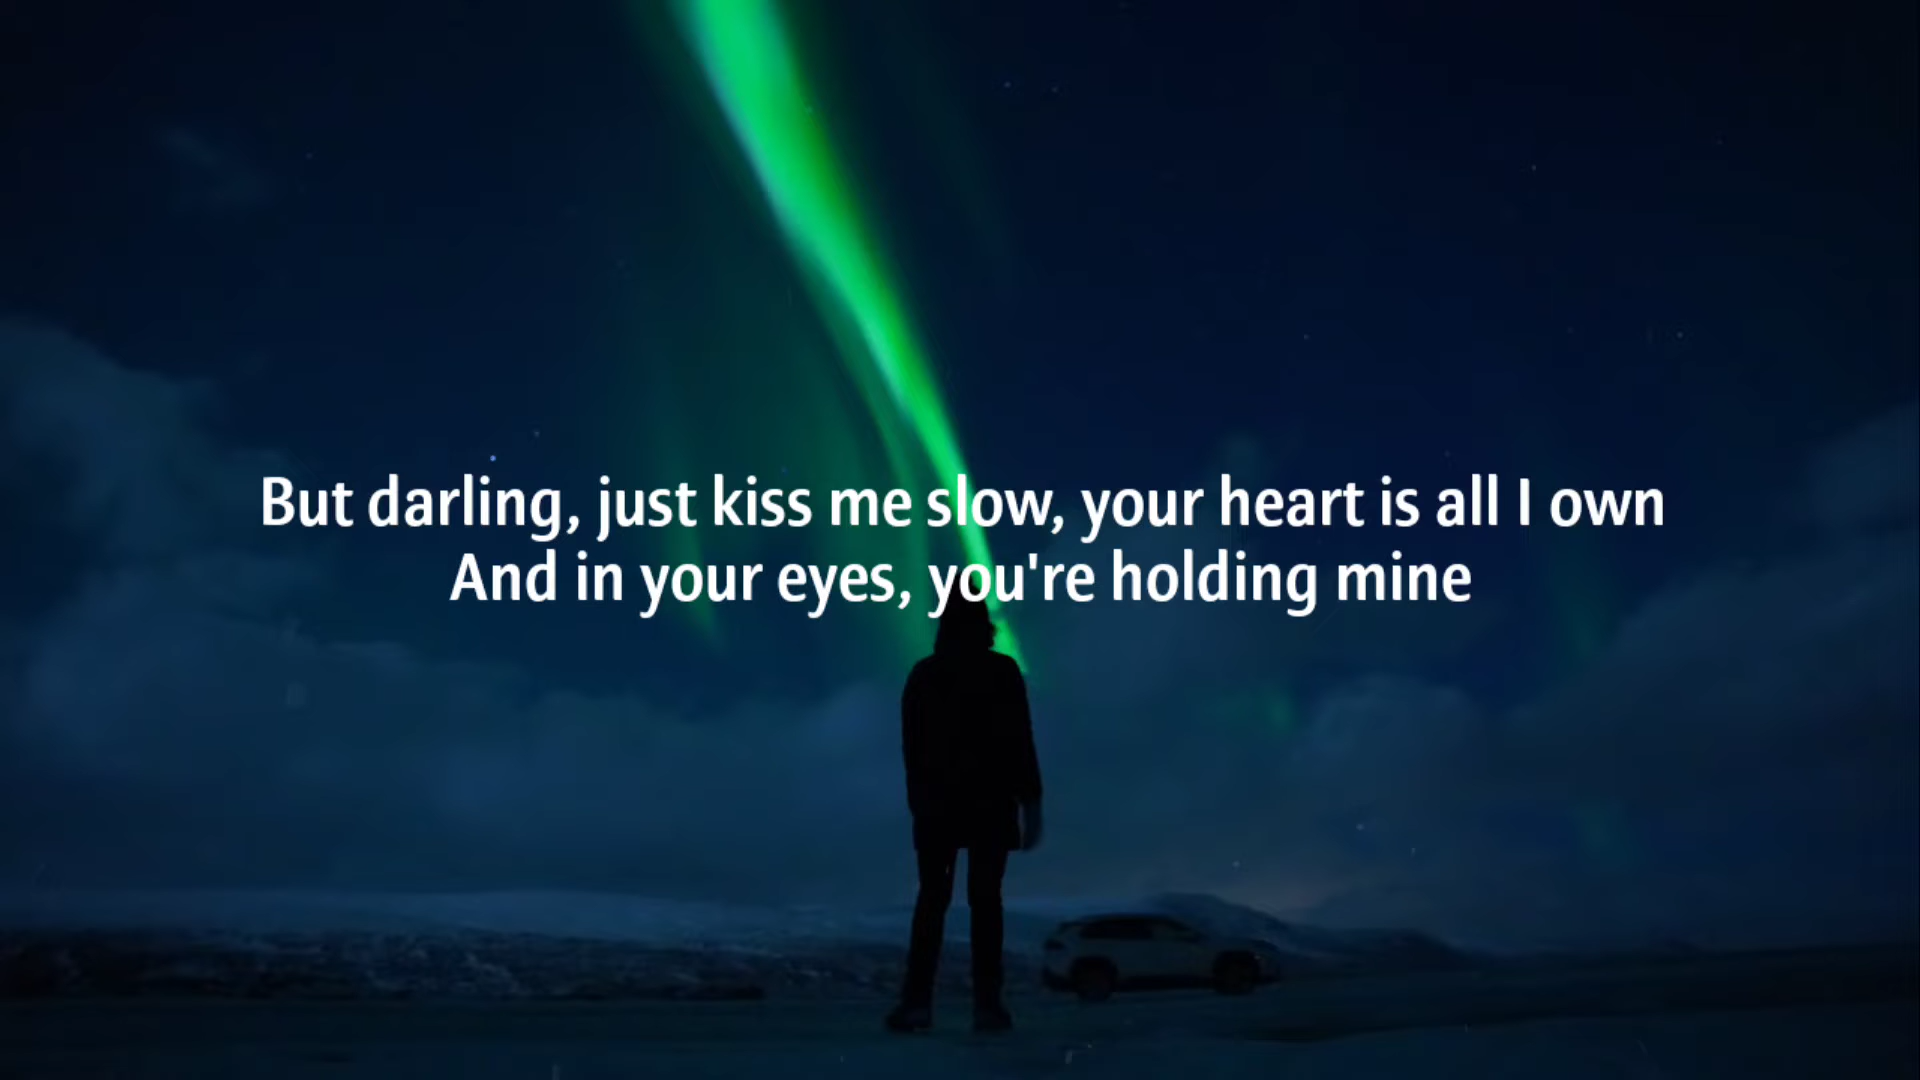 But darling, just kiss me slow, your heart is all I own
And in your eyes, you're holding mine